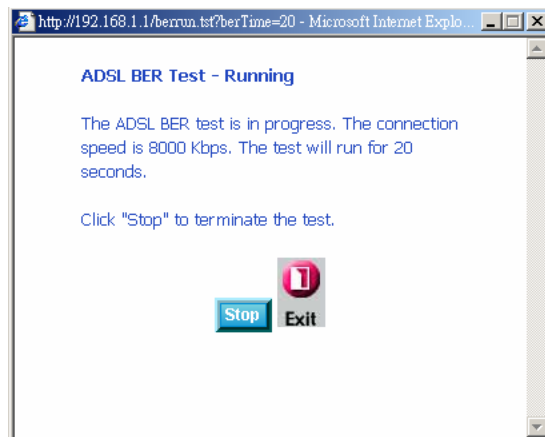 http://192.168.1.1/berrun.tst?berTime=20 - Microsoft Internet Explo...
ADSL BER Test - Running
The ADSL BER test is in progress. The connection
speed is 8000 Kbps. The test will run for 20
seconds.
Click "Stop" to terminate the test.
Stop
Exit